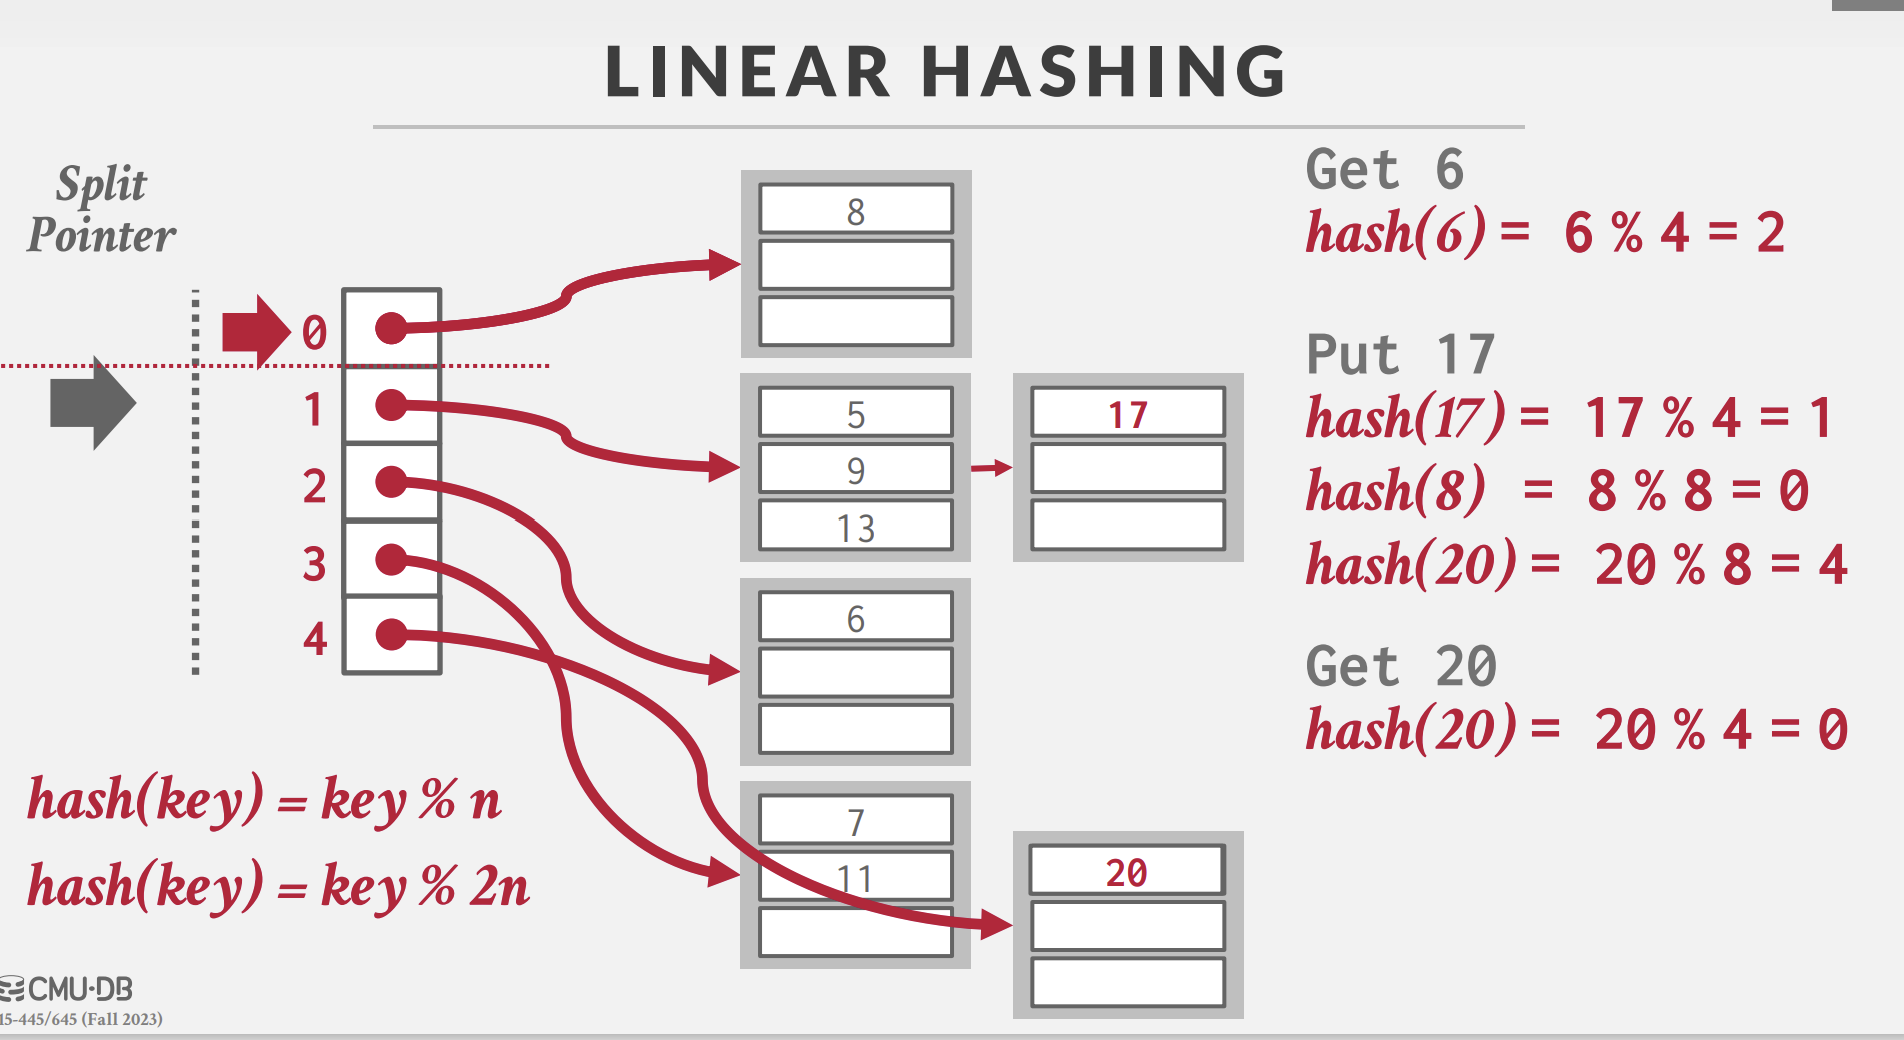 LINEAR HASHING
Split
Pointer
0
1
2
3
4
8
5
9
13
17
6
7
11
20
hash(key) = key % n
hash(key) = key % 2n
Get 6
hash(6) = 6 % 4 = 2
Put 17
hash(17) = 17 % 4 = 1
hash(8) = 8 % 8 = 0
hash(20) = 20 % 8 = 4
Get 20
hash(20) = 20 % 4 = 0
CMU·DB
15-445/645 (Fall 2023)